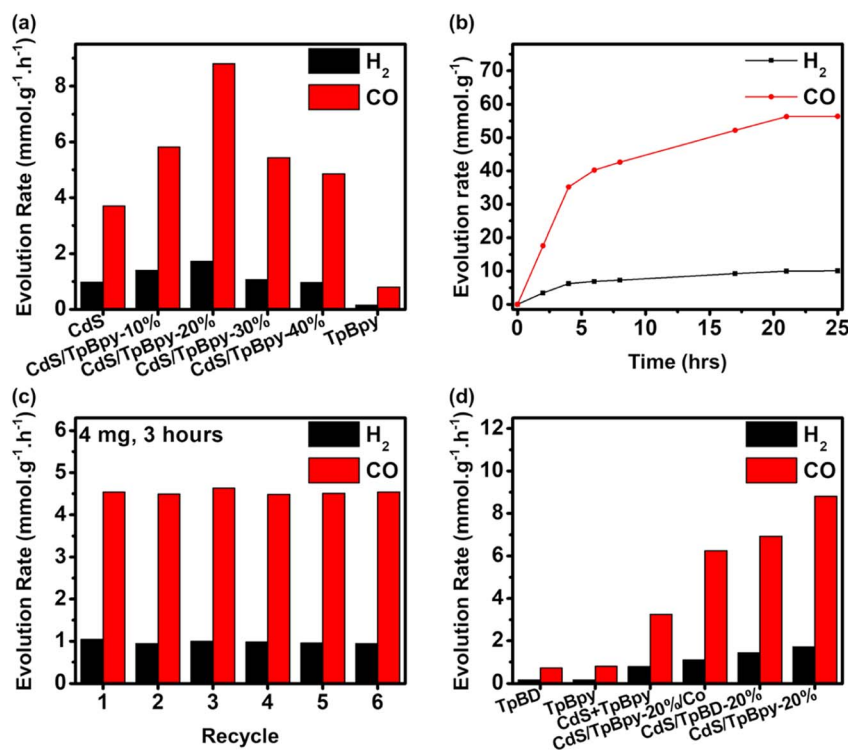 (a)
H₂
CO
Evolution Rate (mmol.g⁻¹.h⁻¹)
8
6
4
2
0
CdS
CdS/TpBpy-10%
CdS/TpBpy-20%
CdS/TpBpy-30%
CdS/TpBpy-40%
TpBpy
(b)
H₂
CO
Evolution rate (mmol.g⁻¹)
70
60
50
40
30
20
10
0
0 5 10 15 20 25
Time (hrs)
(c)
4 mg, 3 hours
H₂
CO
Evolution Rate (mmol.g⁻¹.h⁻¹)
6
5
4
3
2
1
0
1 2 3 4 5 6
Recycle
(d)
H₂
CO
Evolution Rate (mmol.g⁻¹.h⁻¹)
12
10
8
6
4
2
0
TpBD
TpBpy
CdS+TpBpy
CdS/TpBpy-20%/Co
CdS/TpBD-20%
CdS/TpBpy-20%